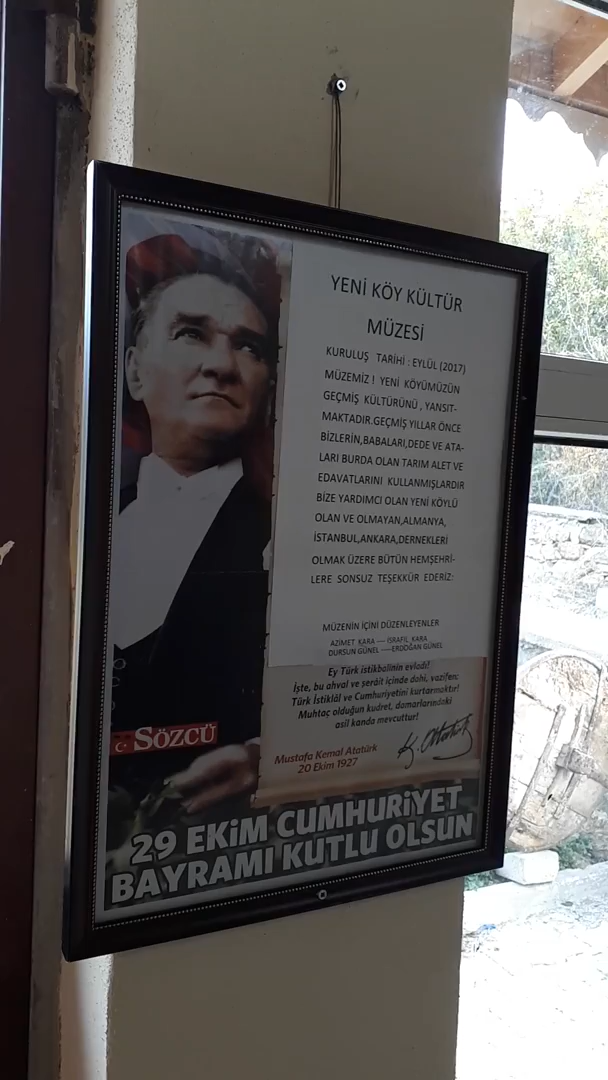 YENİ KÖY KÜLTÜR
MÜZESİ
KURULUŞ TARİHİ : EYLÜL (2017)
MÜZEMİZ ! YENİ KÖYÜMÜZÜN
GEÇMİŞ KÜLTÜRÜNÜ , YANSIT-
MAKTADIR.GEÇMİŞ YILLAR ÖNCE
BİZLERİN,BABALARI,DEDE VE ATA-
LARI BURDA OLAN TARIM ALET VE
EDAVATLARINI KULLANMIŞLARDIR
BİZE YARDIMCI OLAN YENİ KÖYLÜ
OLAN VE OLMAYAN,ALMANYA,
İSTANBUL,ANKARA,DERNEKLERİ
OLMAK ÜZERE BÜTÜN HEMŞEHRİ-
LERE SONSUZ TEŞEKKÜR EDERİZ:
MÜZENİN İÇİNİ DÜZENLEYENLER
AZİMET KARA ---- İSRAFİL KARA
DURSUN GÜNEL ----ERDOĞAN GÜNEL
Ey Türk istikbalinin evladı!
İşte, bu ahval ve şerait içinde dahi, vazifen;
Türk İstiklâl ve Cumhuriyetini kurtarmaktır!
Muhtaç olduğun kudret, damarlarındaki
asil kanda mevcuttur!
Mustafa Kemal Atatürk
20 Ekim 1927
K. Atatürk
SÖZCÜ
29 EKİM CUMHURİYET
BAYRAMI KUTLU OLSUN